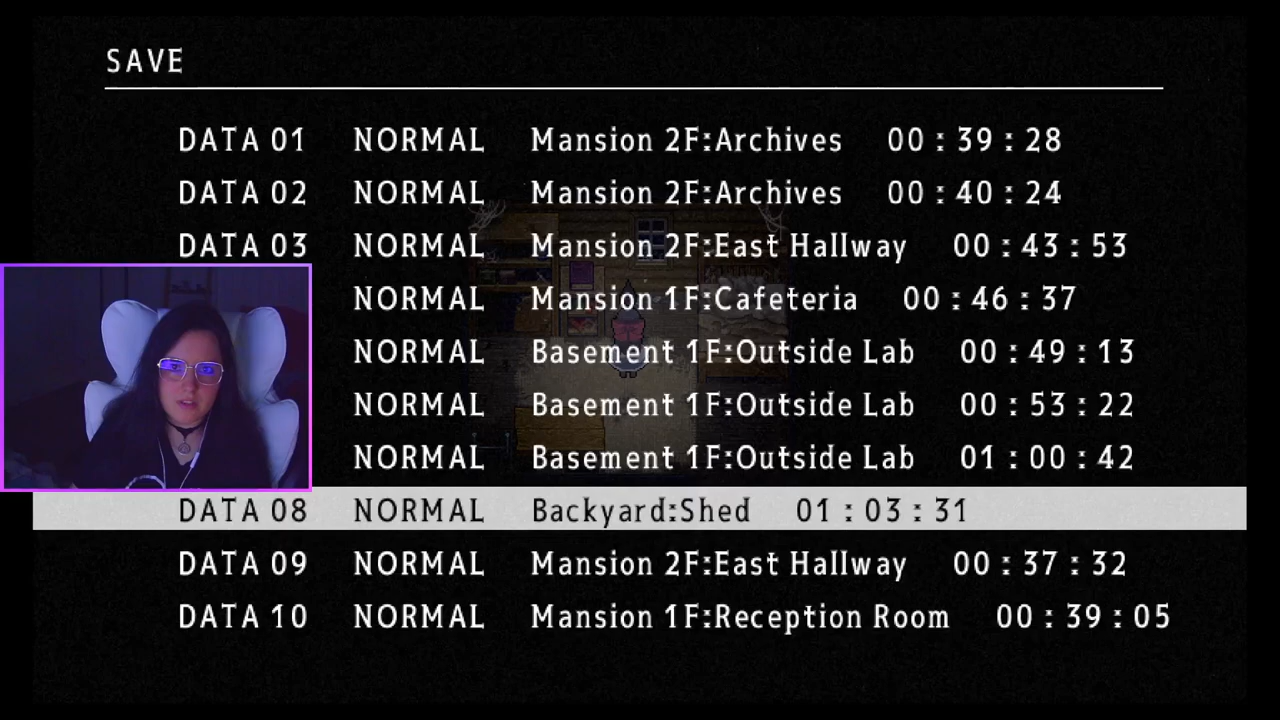 SAVE
DATA 01 NORMAL Mansion 2F:Archives 00:39:28
DATA 02 NORMAL Mansion 2F:Archives 00:40:24
DATA 03 NORMAL Mansion 2F:East Hallway 00:43:53
NORMAL Mansion 1F:Cafeteria 00:46:37
NORMAL Basement 1F:Outside Lab 00:49:13
NORMAL Basement 1F:Outside Lab 00:53:22
NORMAL Basement 1F:Outside Lab 01:00:42
DATA 08 NORMAL Backyard:Shed 01:03:31
DATA 09 NORMAL Mansion 2F:East Hallway 00:37:32
DATA 10 NORMAL Mansion 1F:Reception Room 00:39:05